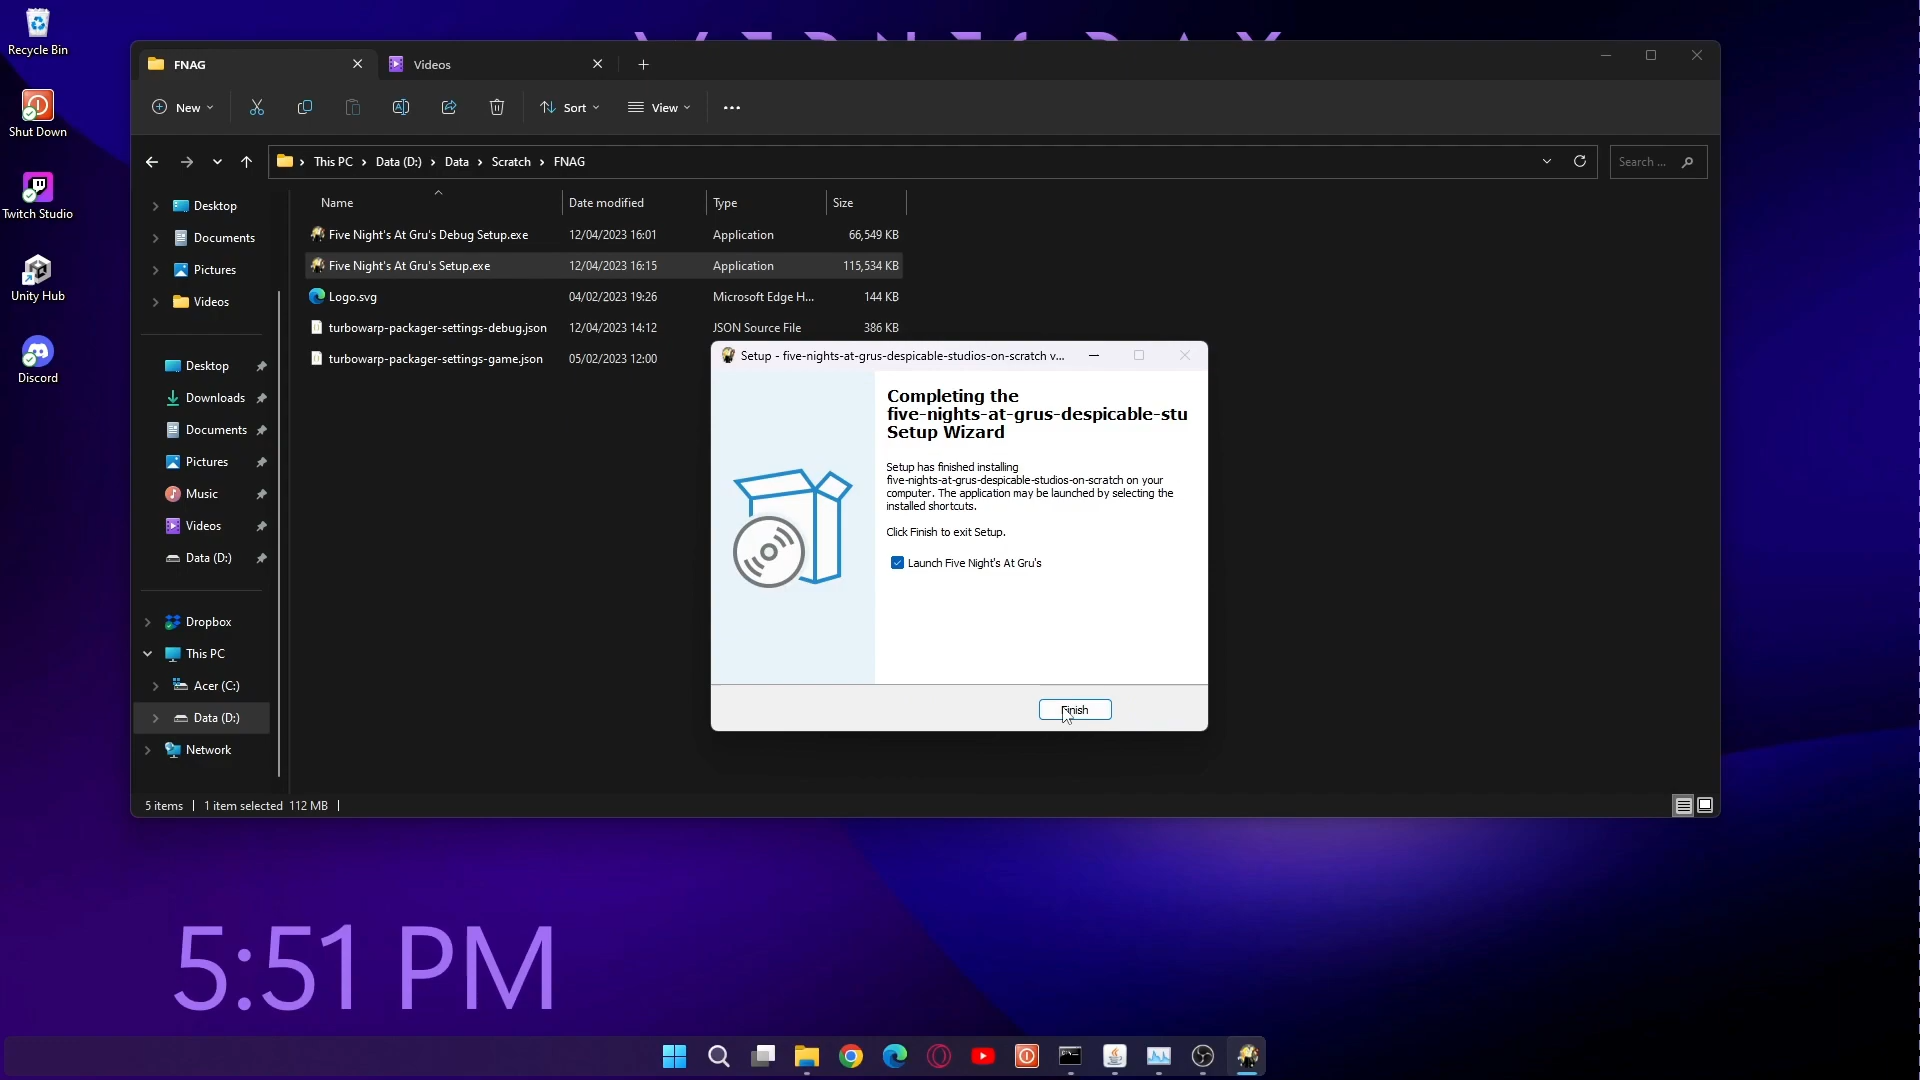 WEDNESDAY
Recycle Bin
Shut Down
Twitch Studio
Unity Hub
Discord
FNAG
Videos
New
Sort
View
This PC
Data (D:)
Data
Scratch
FNAG
Search ...
Name
Date modified
Type
Size
Five Night's At Gru's Debug Setup.exe
12/04/2023 16:01
Application
66,549 KB
Five Night's At Gru's Setup.exe
12/04/2023 16:15
Application
115,534 KB
Logo.svg
04/02/2023 19:26
Microsoft Edge H...
144 KB
turbowarp-packager-settings-debug.json
12/04/2023 14:12
JSON Source File
386 KB
turbowarp-packager-settings-game.json
05/02/2023 12:00
Desktop
Documents
Pictures
Videos
Desktop
Downloads
Documents
Pictures
Music
Videos
Data (D:)
Dropbox
This PC
Acer (C:)
Data (D:)
Network
5 items
1 item selected 112 MB
Setup - five-nights-at-grus-despicable-studios-on-scratch v...
Completing the
five-nights-at-grus-despicable-stu
Setup Wizard
Setup has finished installing
five-nights-at-grus-despicable-studios-on-scratch on your
computer. The application may be launched by selecting the
installed shortcuts.
Click Finish to exit Setup.
Launch Five Night's At Gru's
Finish
5:51 PM